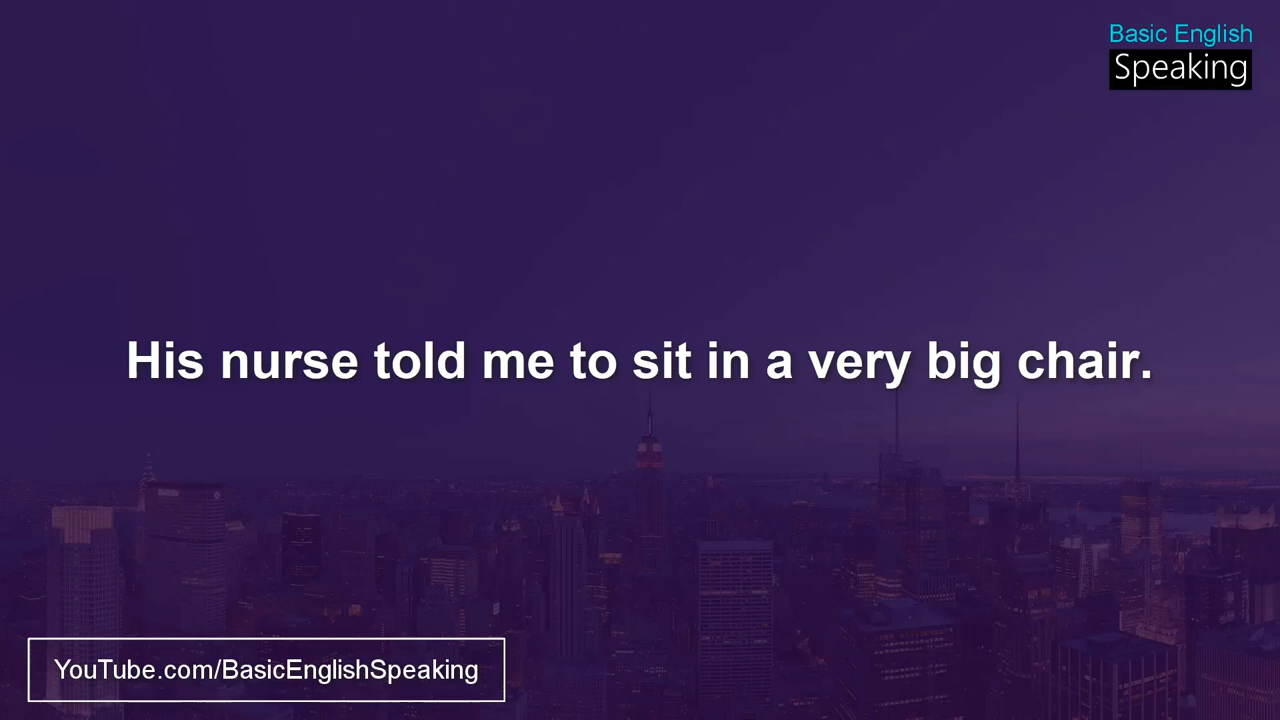 Basic English
Speaking
His nurse told me to sit in a very big chair.
YouTube.com/BasicEnglishSpeaking